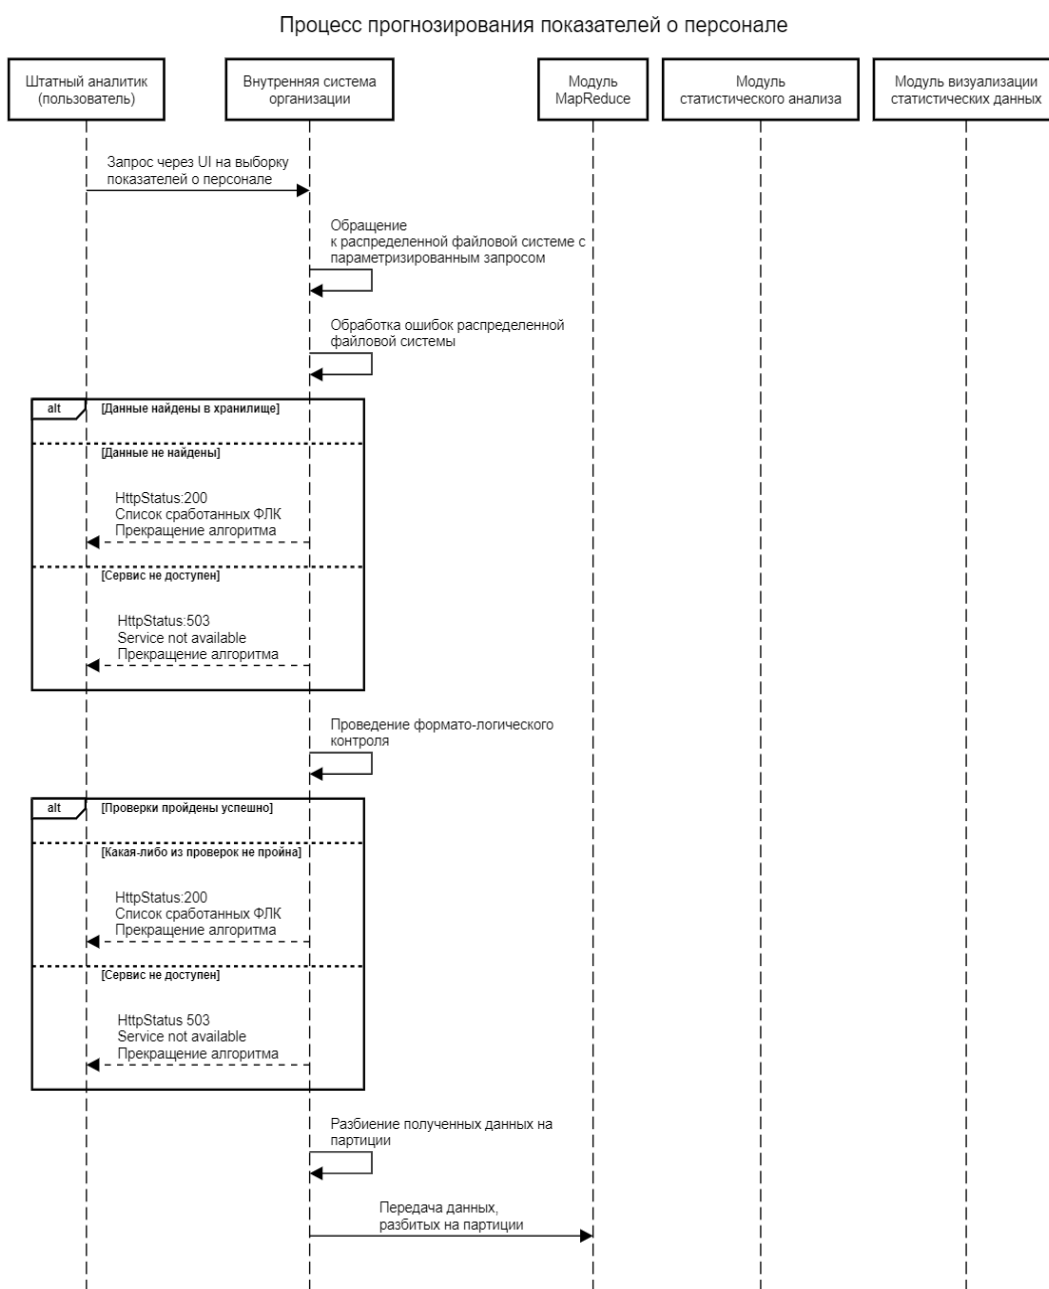 Процесс прогнозирования показателей о персонале
Штатный аналитик
(пользователь)
Внутренняя система
организации
Модуль
MapReduce
Модуль
статистического анализа
Модуль визуализации
статистических данных
Запрос через UI на выборку
показателей о персонале
Обращение
к распределенной файловой системе с
параметризированным запросом
Обработка ошибок распределенной
файловой системы
alt
[Данные найдены в хранилище]
[Данные не найдены]
HttpStatus:200
Список сработанных ФЛК
Прекращение алгоритма
[Сервис не доступен]
HttpStatus:503
Service not available
Прекращение алгоритма
Проведение формато-логического
контроля
alt
[Проверки пройдены успешно]
[Какая-либо из проверок не пройна]
HttpStatus:200
Список сработанных ФЛК
Прекращение алгоритма
[Сервис не доступен]
HttpStatus 503
Service not available
Прекращение алгоритма
Разбиение полученных данных на
партиции
Передача данных,
разбитых на партиции